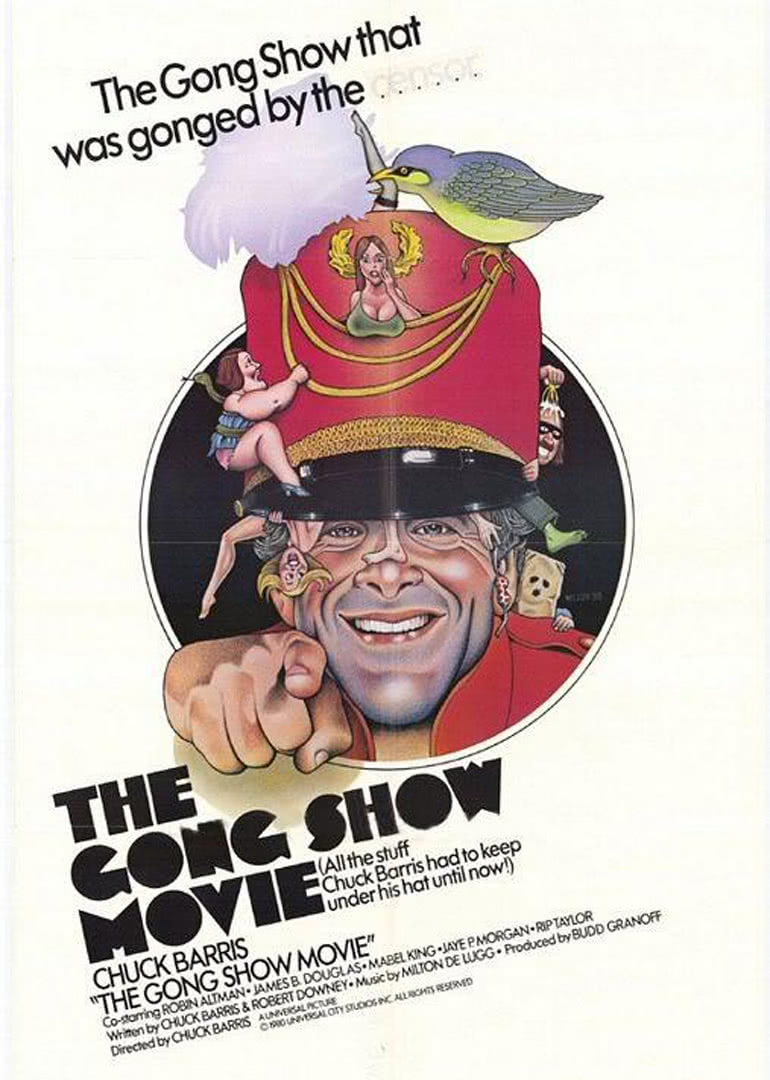 The Gong Show that
was gonged by the censor......
THE
GONG SHOW
MOVIE
(All the stuff
Chuck Barris had to keep
under his hat until now!)
CHUCK BARRIS
"THE GONG SHOW MOVIE"
Co-starring ROBIN ALTMAN • JAMES B. DOUGLAS • MABEL KING • JAYE P. MORGAN • RIP TAYLOR
Written by CHUCK BARRIS & ROBERT DOWNEY • Music by MILTON DE LUGG • Produced by BUDD GRANOFF
Directed by CHUCK BARRIS
A UNIVERSAL PICTURE
© 1980 UNIVERSAL CITY STUDIOS INC. ALL RIGHTS RESERVED